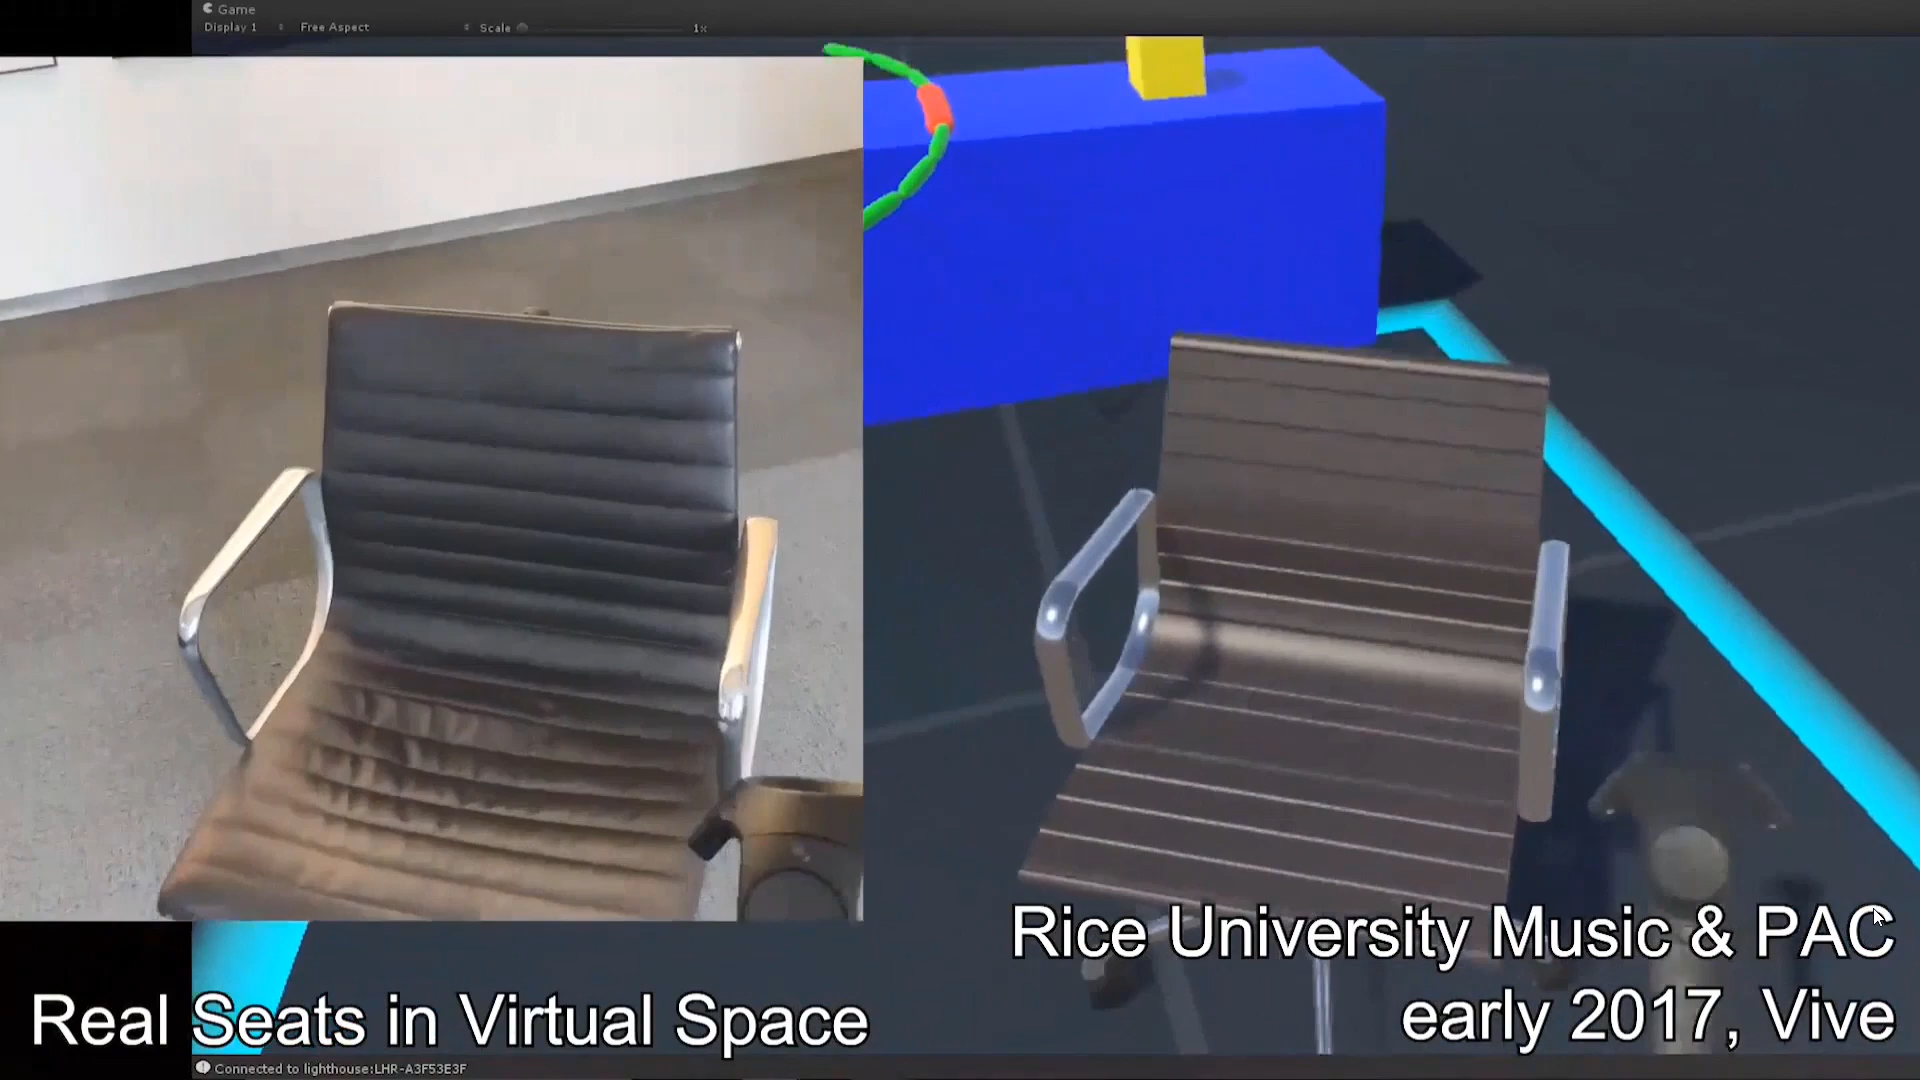 Game
Display 1
Free Aspect
Scale
1x
Rice University Music & PAC
early 2017, Vive
Real Seats in Virtual Space
Connected to lighthouse:LHR-A3F53E3F